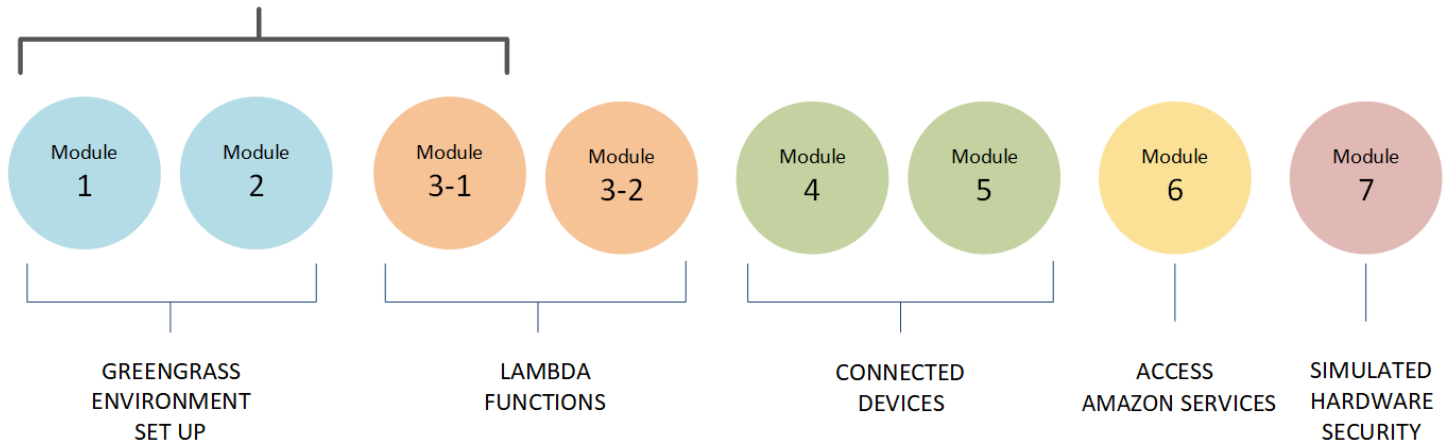 Module
1
Module
2
Module
3-1
Module
3-2
Module
4
Module
5
Module
6
Module
7
GREENGRASS
ENVIRONMENT
SET UP
LAMBDA
FUNCTIONS
CONNECTED
DEVICES
ACCESS
AMAZON SERVICES
SIMULATED
HARDWARE
SECURITY